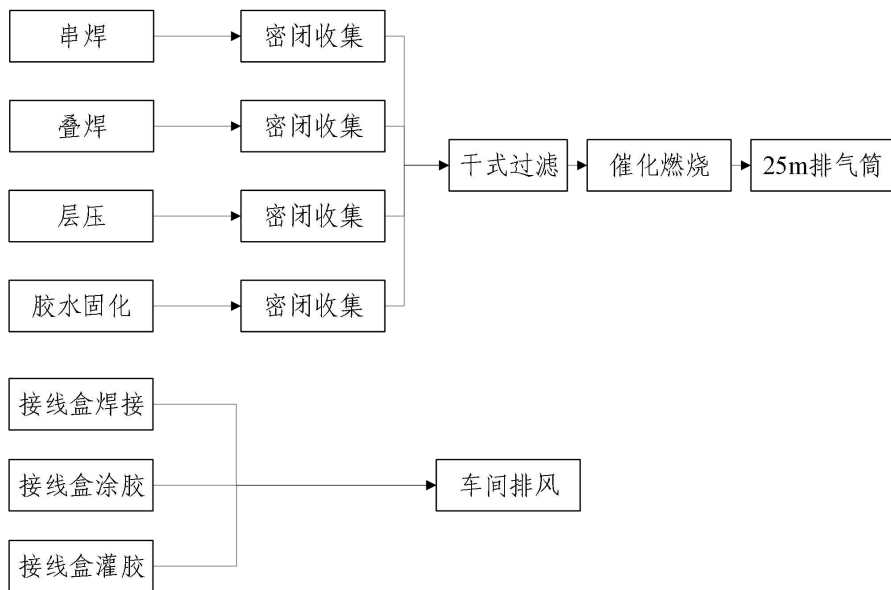 串焊
密闭收集
叠焊
密闭收集
干式过滤
催化燃烧
25m排气筒
层压
密闭收集
胶水固化
密闭收集
接线盒焊接
接线盒涂胶
车间排风
接线盒灌胶